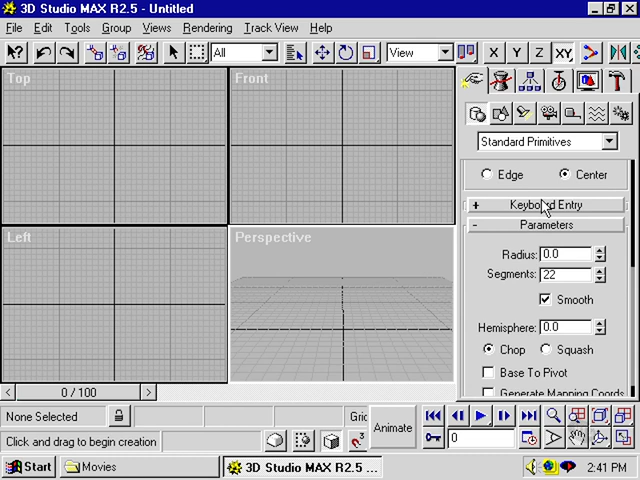 3D Studio MAX R2.5 - Untitled
File Edit Tools Group Views Rendering Track View Help
All View X Y Z XY
Top Front
Standard Primitives
Edge Center
+ Keyboard Entry
- Parameters
Left Perspective
Radius: 0.0
Segments: 22
Smooth
Hemisphere: 0.0
Chop Squash
Base To Pivot
Generate Mapping Coords
< 0 / 100 >
None Selected Gric Animate
0
Click and drag to begin creation
Start Movies 3D Studio MAX R2.5 ... 2:41 PM